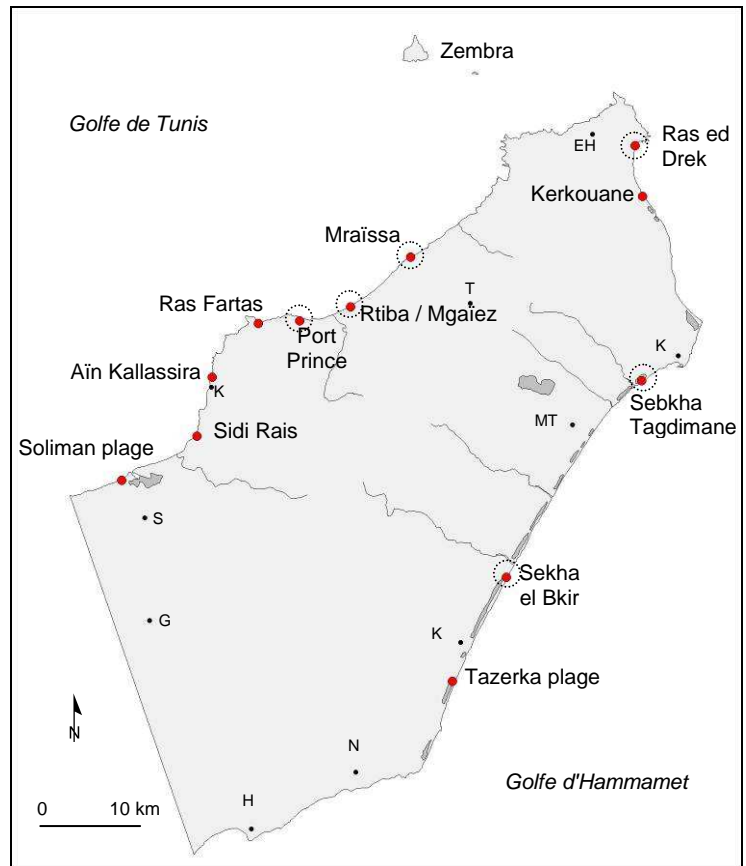 Zembra
Golfe de Tunis
Ras ed
Drek
EH
Kerkouane
Mraïssa
T
Ras Fartas
Rtiba / Mgaïez
Port
Prince
K
Aïn Kallassira
K
Sebkha
Tagdimane
MT
Sidi Rais
Soliman plage
S
Sekha
el Bkir
G
K
Tazerka plage
N
N
Golfe d'Hammamet
0 10 km
H